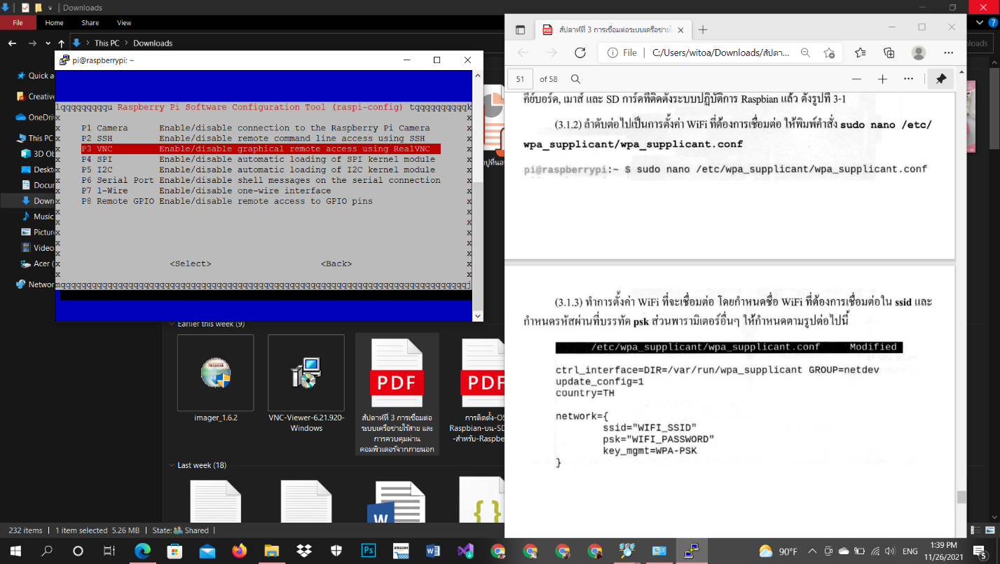 Downloads
File Home Share View
This PC > Downloads
Quick a
Creative
OneDri
This PC
3D Ob
Deskt
Docur
Down
Music
Pictur
Video
Acer (
Networ
pi@raspberrypi: ~
lqqqqqqqqqu Raspberry Pi Software Configuration Tool (raspi-config) tqqqqqqqqqqk
P1 Camera Enable/disable connection to the Raspberry Pi Camera
P2 SSH Enable/disable remote command line access using SSH
P3 VNC Enable/disable graphical remote access using RealVNC
P4 SPI Enable/disable automatic loading of SPI kernel module
P5 I2C Enable/disable automatic loading of I2C kernel module
P6 Serial Port Enable/disable shell messages on the serial connection
P7 1-Wire Enable/disable one-wire interface
P8 Remote GPIO Enable/disable remote access to GPIO pins
<Select> <Back>
Earlier this week (9)
imager_1.6.2
VNC-Viewer-6.21.920-
Windows
PDF
สัปดาห์ที่ 3 การเชื่อมต่อ
ระบบเครือข่ายไร้สาย และ
การควบคุมผ่าน
คอมพิวเตอร์จากภายนอก
PDF
การติดตั้ง-OS
Raspbian-บน-SD
-สำหรับ-Raspbe
Last week (18)
232 items 1 item selected 5.26 MB State: Shared
สัปดาห์ที่ 3 การเชื่อมต่อระบบเครือข่าย
File C:/Users/witoa/Downloads/สัปดา...
51 of 58
คีย์บอร์ด, เมาส์ และ SD การ์ดที่ติดตั้งระบบปฏิบัติการ Raspbian แล้ว ดังรูปที่ 3-1
(3.1.2) ลำดับต่อไปเป็นการตั้งค่า WiFi ที่ต้องการเชื่อมต่อ ให้พิมพ์คำสั่ง sudo nano /etc/
wpa_supplicant/wpa_supplicant.conf
pi@raspberrypi:~ $ sudo nano /etc/wpa_supplicant/wpa_supplicant.conf
(3.1.3) ทำการตั้งค่า WiFi ที่จะเชื่อมต่อ โดยกำหนดชื่อ WiFi ที่ต้องการเชื่อมต่อใน ssid และ
กำหนดรหัสผ่านที่บรรทัด psk ส่วนพารามิเตอร์อื่นๆ ให้กำหนดตามรูปต่อไปนี้
/etc/wpa_supplicant/wpa_supplicant.conf Modified
ctrl_interface=DIR=/var/run/wpa_supplicant GROUP=netdev
update_config=1
country=TH
network={
ssid="WIFI_SSID"
psk="WIFI_PASSWORD"
key_mgmt=WPA-PSK
}
90°F ENG 1:39 PM
11/26/2021
5